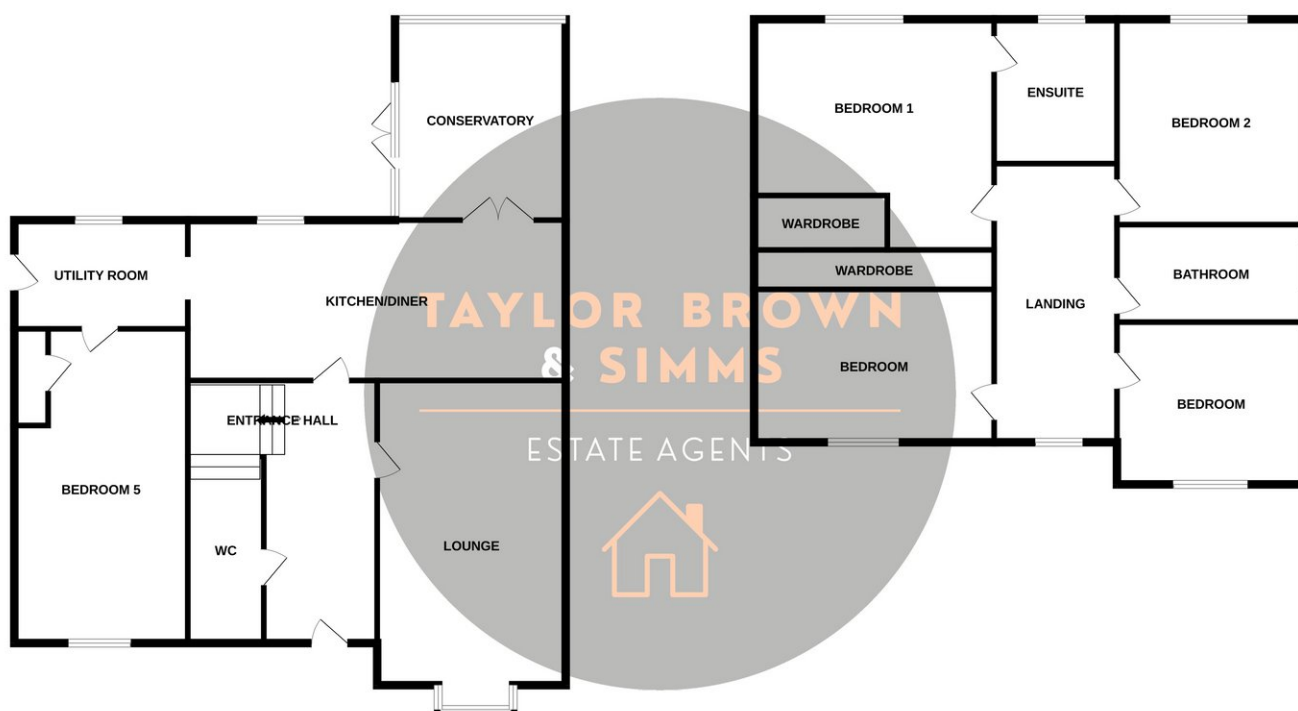 CONSERVATORY
UTILITY ROOM
KITCHEN/DINER
ENTRANCE HALL
BEDROOM 5
WC
LOUNGE
BEDROOM 1
ENSUITE
BEDROOM 2
WARDROBE
WARDROBE
BATHROOM
LANDING
BEDROOM
BEDROOM
TAYLOR BROWN
& SIMMS
ESTATE AGENTS